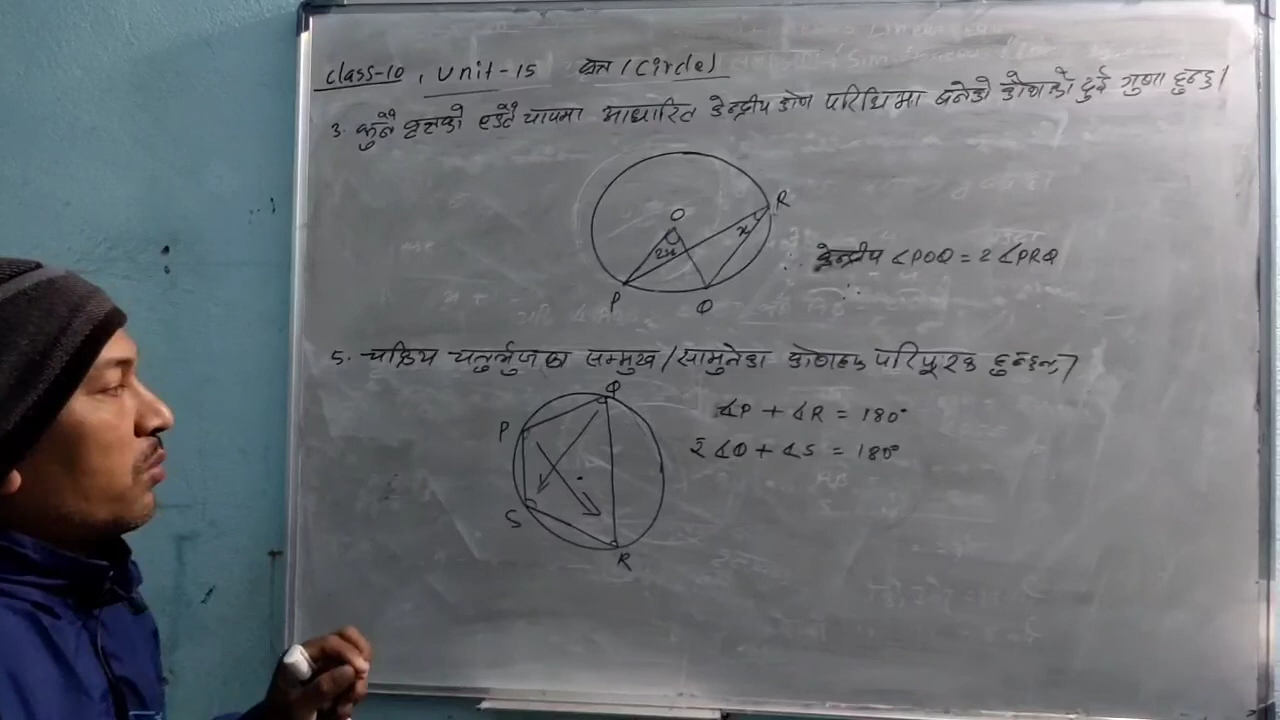 class-10, unit-15 वृत्त (circle)
3. कुनै वृत्तको एउटै चापमा आधारित केन्द्रीय कोण परिधिमा बनेको कोणको दुई गुणा हुन्छ।
O
R
2x
x
P
Q
केन्द्रीय ∠POQ = 2∠PRQ
5. चक्रिय चतुर्भुजका सम्मुख/सामुनेका कोणहरू परिपूरक हुन्छन्।
Q
P
S
R
∠P + ∠R = 180°
र ∠Q + ∠S = 180°